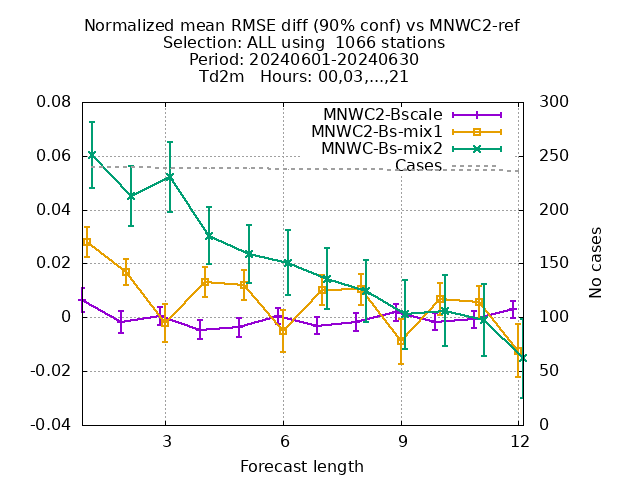 Normalized mean RMSE diff (90% conf) vs MNWC2-ref
Selection: ALL using  1066 stations
Period: 20240601-20240630
Td2m   Hours: 00,03,...,21
MNWC2-Bscale
MNWC2-Bs-mix1
MNWC-Bs-mix2
Cases
0.08
0.06
0.04
0.02
0
-0.02
-0.04
300
250
200
150
100
50
0
No cases
3
6
9
12
Forecast length